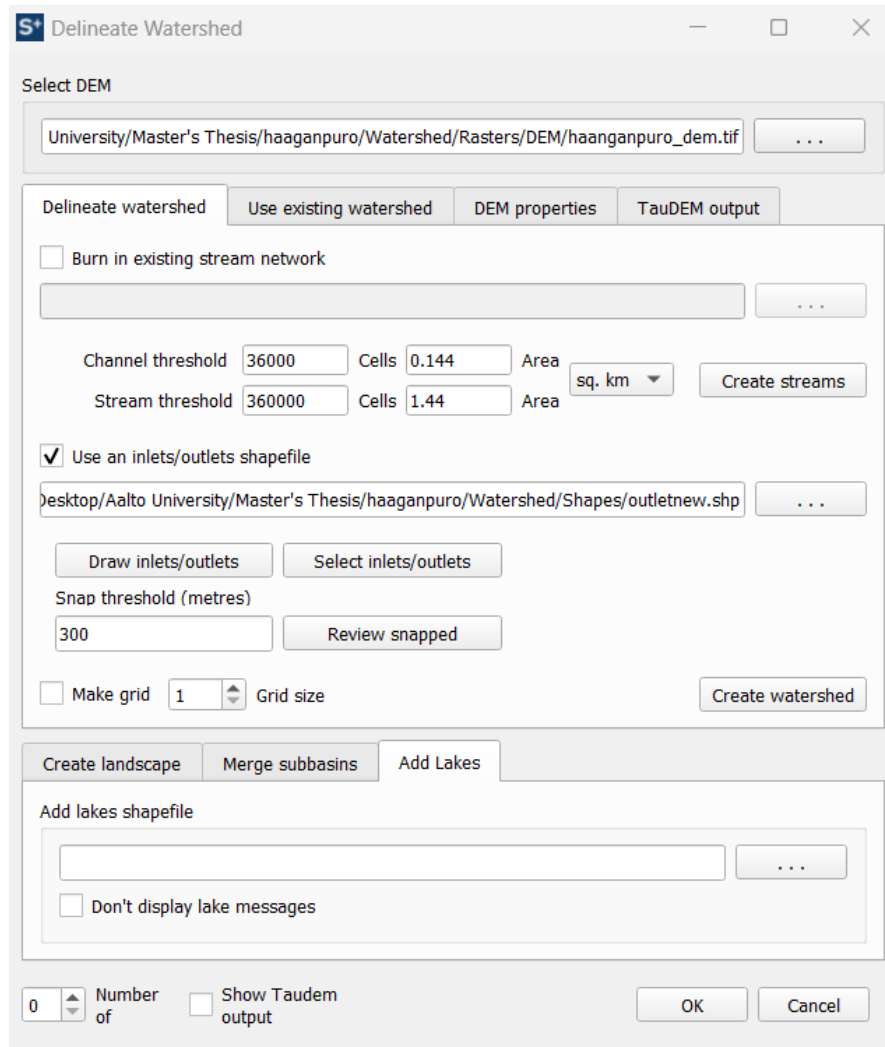 S+ Delineate Watershed
Select DEM
University/Master's Thesis/haaganpuro/Watershed/Rasters/DEM/haanganpuro_dem.tif ...
Delineate watershed Use existing watershed DEM properties TauDEM output
Burn in existing stream network
...
Channel threshold 36000 Cells 0.144 Area
sq. km Create streams
Stream threshold 360000 Cells 1.44 Area
Use an inlets/outlets shapefile
Desktop/Aalto University/Master's Thesis/haaganpuro/Watershed/Shapes/outletnew.shp ...
Draw inlets/outlets Select inlets/outlets
Snap threshold (metres)
300 Review snapped
Make grid 1 Grid size Create watershed
Create landscape Merge subbasins Add Lakes
Add lakes shapefile
...
Don't display lake messages
0 Number of Show Taudem output OK Cancel